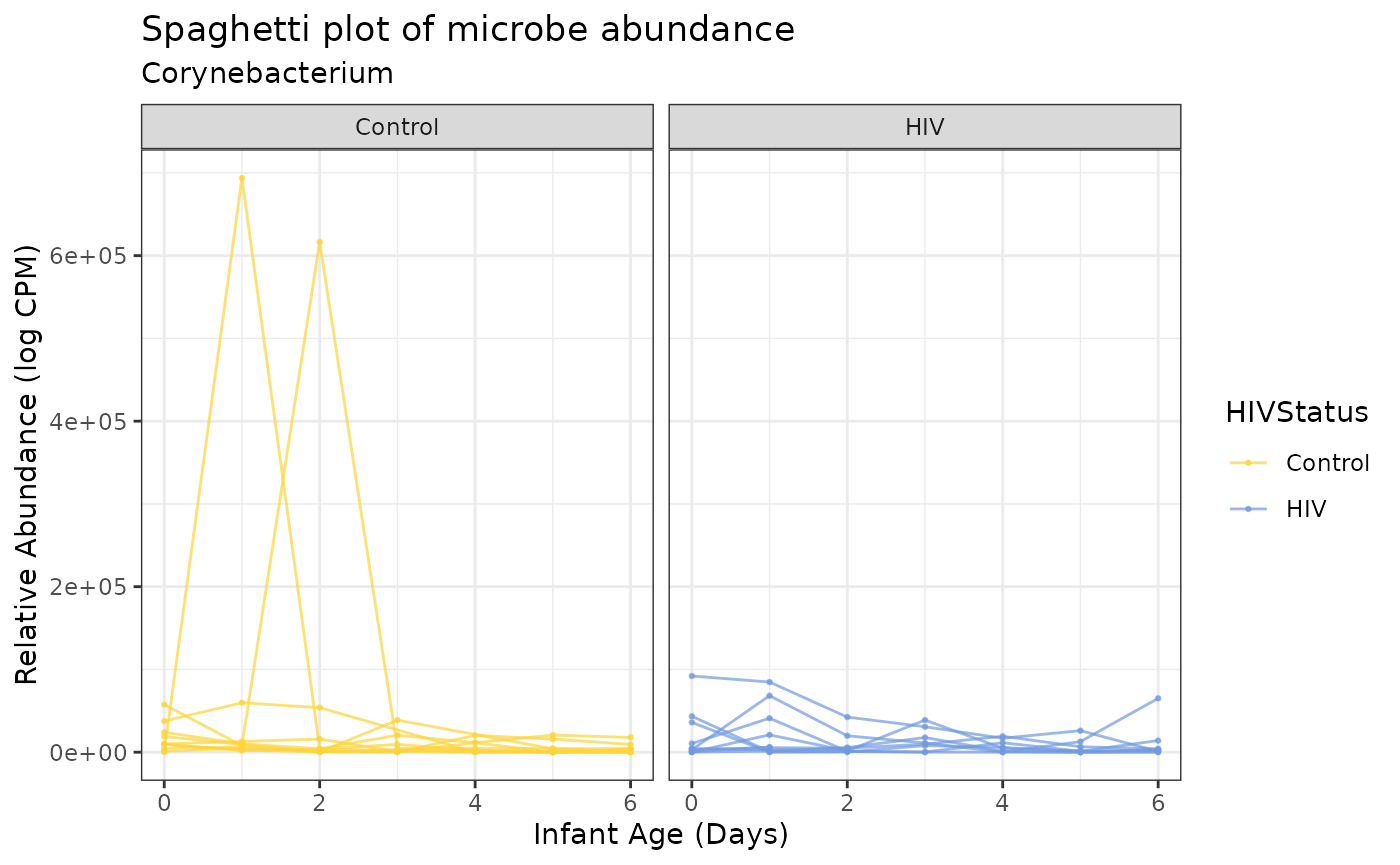 Spaghetti plot of microbe abundance
Corynebacterium
Control
HIV
Relative Abundance (log CPM)
6e+05
4e+05
2e+05
0e+00
0 2 4 6
0 2 4 6
Infant Age (Days)
HIVStatus
Control
HIV